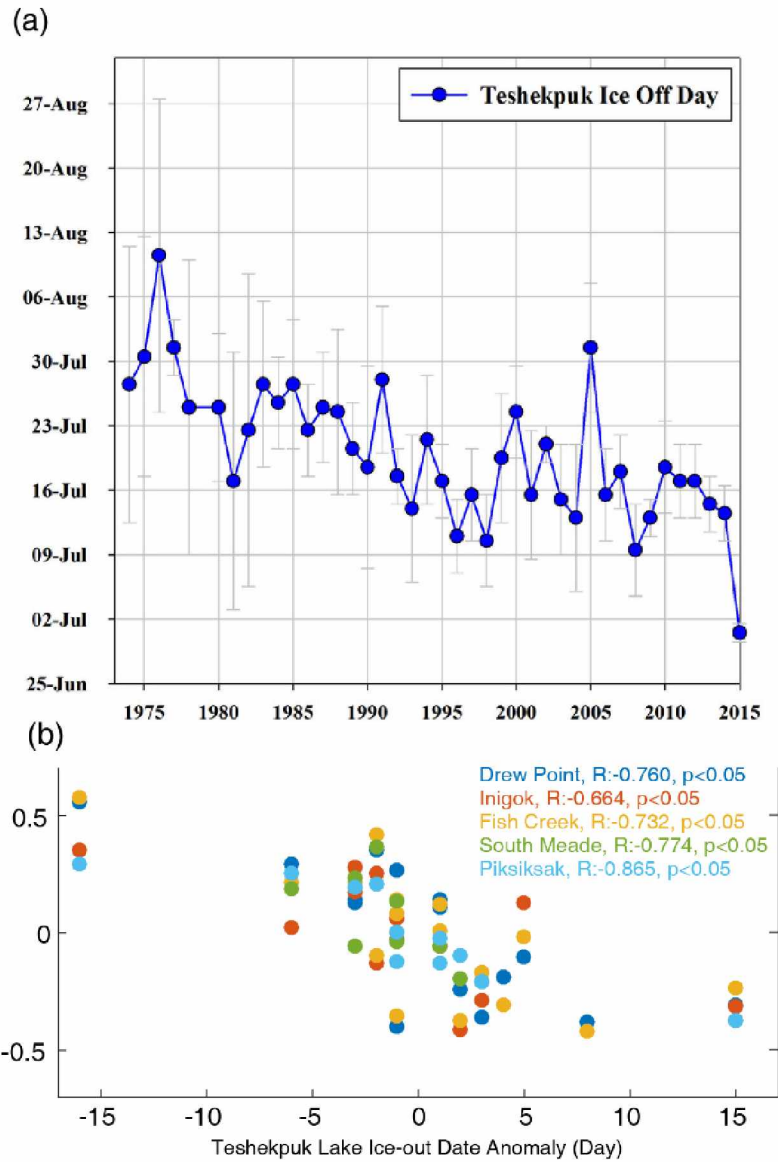 (a)
Teshekpuk Ice Off Day
27-Aug
20-Aug
13-Aug
06-Aug
30-Jul
23-Jul
16-Jul
09-Jul
02-Jul
25-Jun
1975 1980 1985 1990 1995 2000 2005 2010 2015
(b)
Drew Point, R:-0.760, p<0.05
Inigok, R:-0.664, p<0.05
Fish Creek, R:-0.732, p<0.05
South Meade, R:-0.774, p<0.05
Piksiksak, R:-0.865, p<0.05
0.5
0
-0.5
-15 -10 -5 0 5 10 15
Teshekpuk Lake Ice-out Date Anomaly (Day)